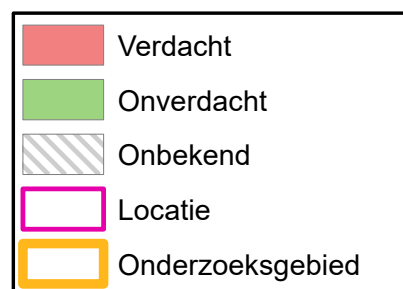 Verdacht
Onverdacht
Onbekend
Locatie
Onderzoeksgebied